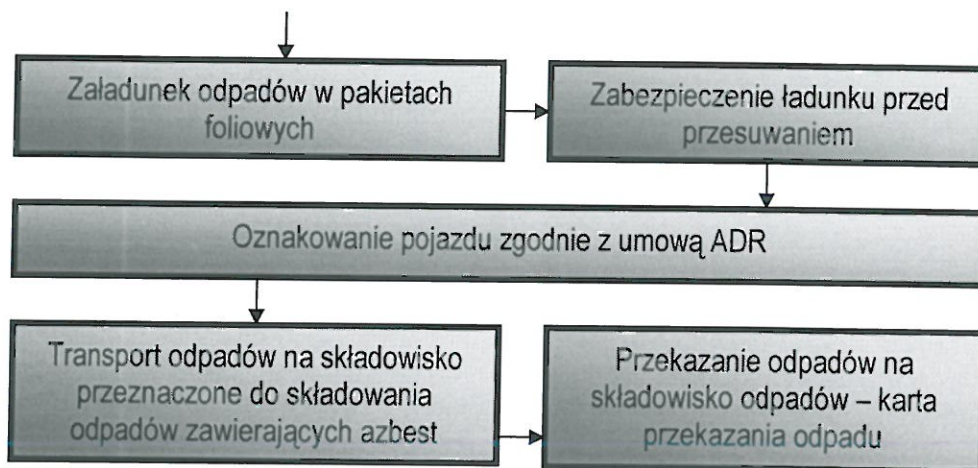 Załadunek odpadów w pakietach
foliowych
Zabezpieczenie ładunku przed
przesuwaniem
Oznakowanie pojazdu zgodnie z umową ADR
Transport odpadów na składowisko
przeznaczone do składowania
odpadów zawierających azbest
Przekazanie odpadów na
składowisko odpadów – karta
przekazania odpadu